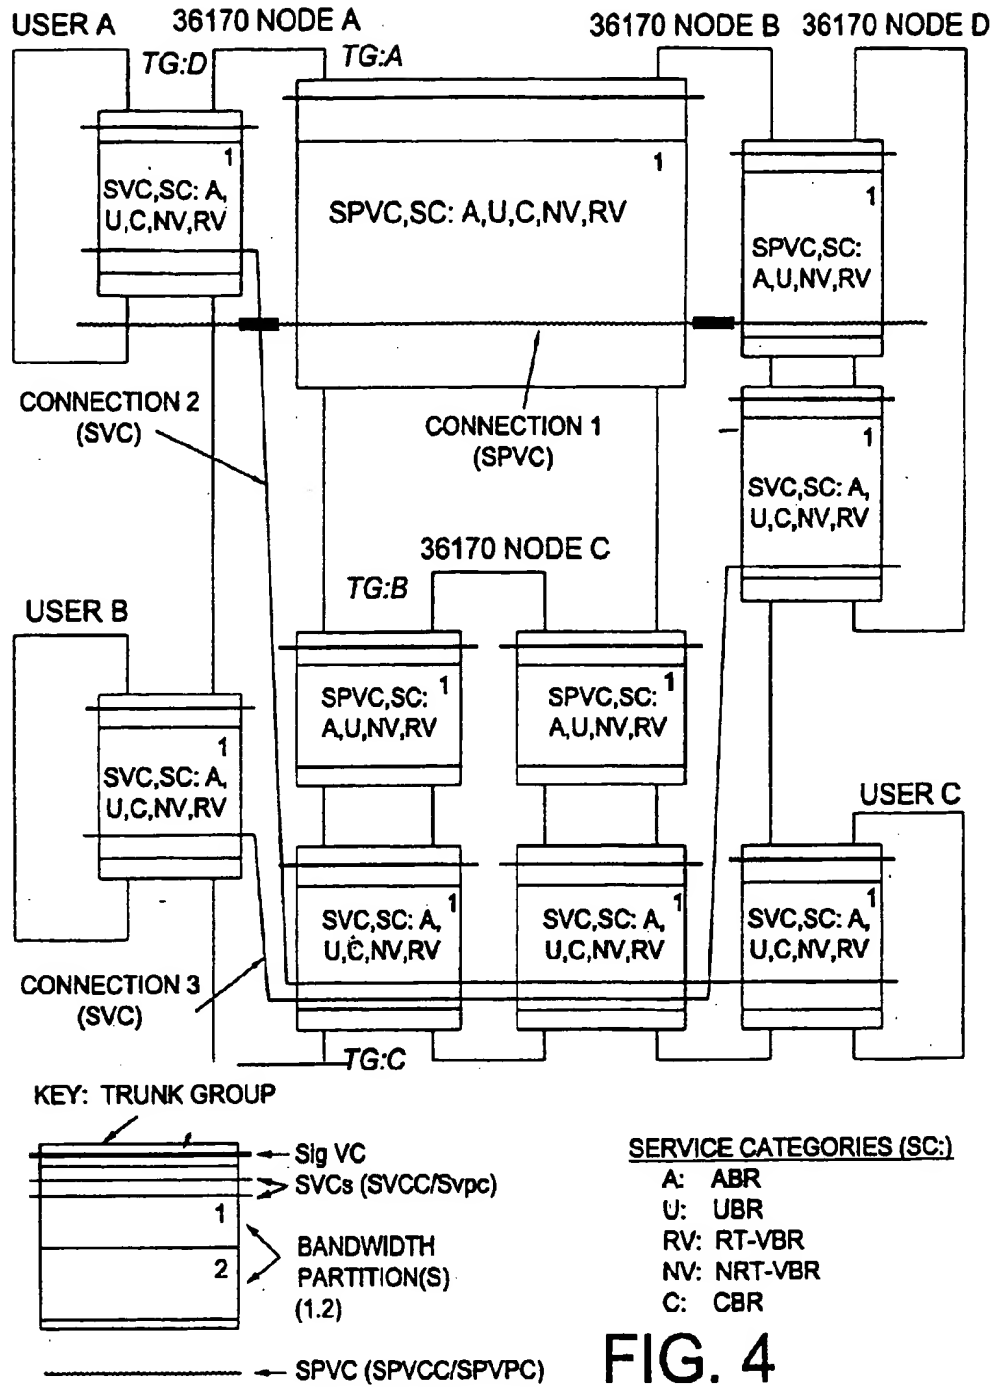 USER A
36170 NODE A
36170 NODE B
36170 NODE D
TG:D
TG:A
1
SVC,SC: A,
U,C,NV,RV
1
SPVC,SC: A,U,C,NV,RV
1
SPVC,SC:
A,U,NV,RV
CONNECTION 2
(SVC)
CONNECTION 1
(SPVC)
1
SVC,SC: A,
U,C,NV,RV
36170 NODE C
TG:B
USER B
1
SPVC,SC:
A,U,NV,RV
1
SPVC,SC:
A,U,NV,RV
1
SVC,SC: A,
U,C,NV,RV
USER C
1
SVC,SC: A,
U,C,NV,RV
1
SVC,SC: A,
U,C,NV,RV
1
SVC,SC: A,
U,C,NV,RV
CONNECTION 3
(SVC)
TG:C
KEY: TRUNK GROUP
Sig VC
SVCs (SVCC/Svpc)
1
2
BANDWIDTH
PARTITION(S)
(1.2)
SPVC (SPVCC/SPVPC)
SERVICE CATEGORIES (SC:)
A: ABR
U: UBR
RV: RT-VBR
NV: NRT-VBR
C: CBR
FIG. 4